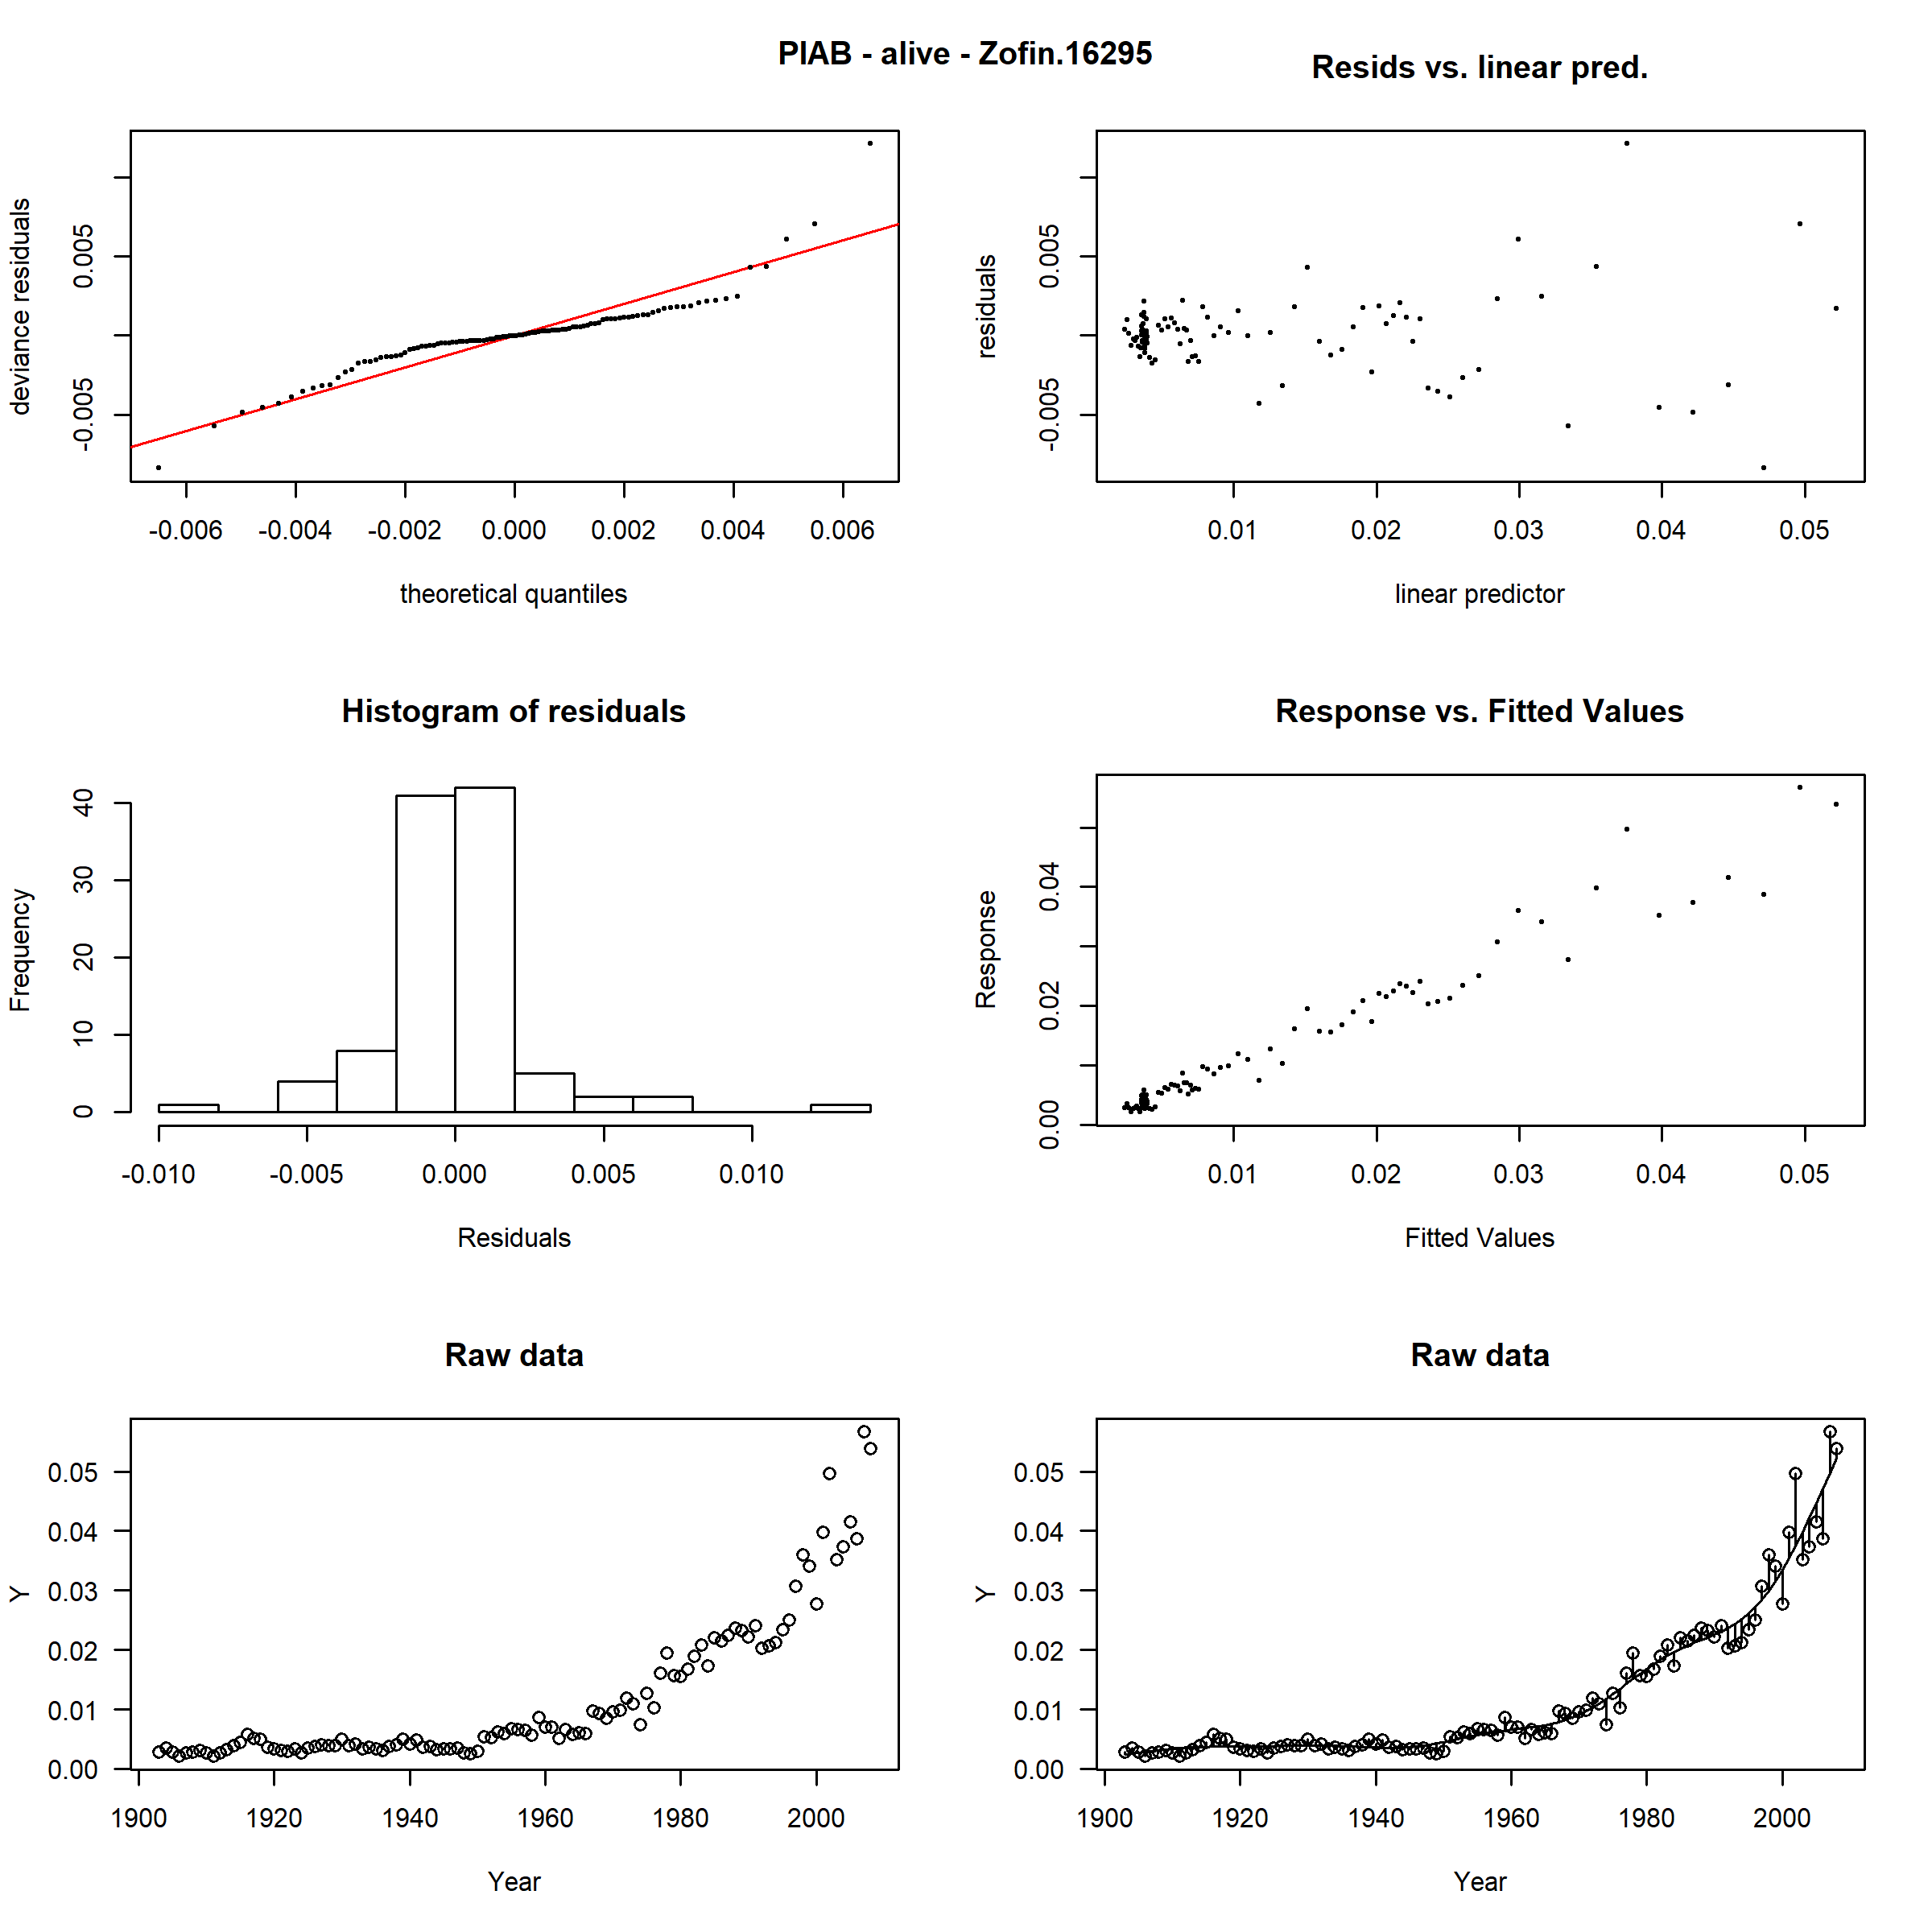 PIAB - alive - Zofin.16295
Resids vs. linear pred.
deviance residuals
-0.005 0.005
-0.006 -0.004 -0.002 0.000 0.002 0.004 0.006
theoretical quantiles
residuals
-0.005 0.005
0.01 0.02 0.03 0.04 0.05
linear predictor
Histogram of residuals
Frequency
0 10 20 30 40
-0.010 -0.005 0.000 0.005 0.010
Residuals
Response vs. Fitted Values
Response
0.00 0.02 0.04
0.01 0.02 0.03 0.04 0.05
Fitted Values
Raw data
Y
0.05
0.04
0.03
0.02
0.01
0.00
1900 1920 1940 1960 1980 2000
Year
Raw data
Y
0.05
0.04
0.03
0.02
0.01
0.00
1900 1920 1940 1960 1980 2000
Year